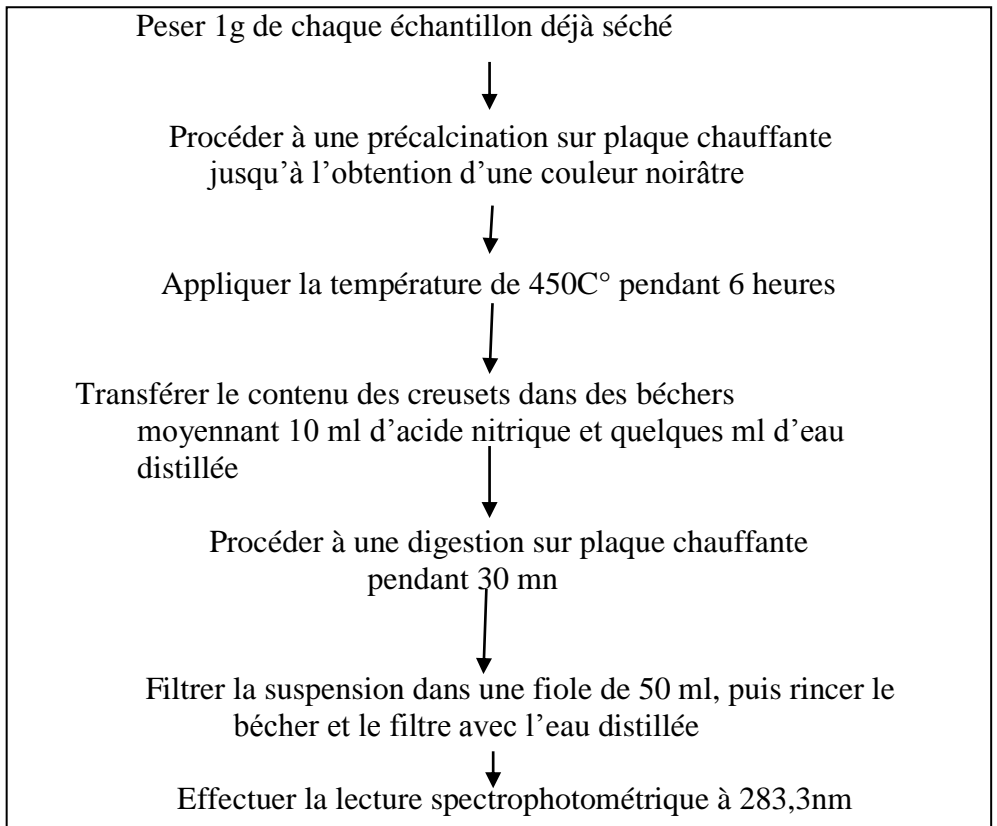 Peser 1g de chaque échantillon déjà séché
Procéder à une précalcination sur plaque chauffante
jusqu’à l’obtention d’une couleur noirâtre
Appliquer la température de 450C° pendant 6 heures
Transférer le contenu des creusets dans des béchers
moyennant 10 ml d’acide nitrique et quelques ml d’eau
distillée
Procéder à une digestion sur plaque chauffante
pendant 30 mn
Filtrer la suspension dans une fiole de 50 ml, puis rincer le
bécher et le filtre avec l’eau distillée
Effectuer la lecture spectrophotométrique à 283,3nm